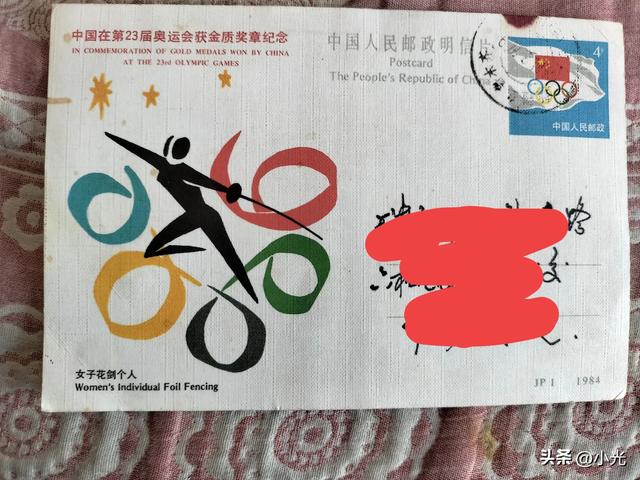 中国在第23届奥运会获金质奖章纪念
IN COMMEMORATION OF GOLD MEDALS WON BY CHINA
AT THE 23rd OLYMPIC GAMES
中国人民邮政明信片
Postcard
The People's Republic of Ch
4分
中国人民邮政
女子花剑个人
Women's Individual Foil Fencing
JP 1 1984
头条 @小光